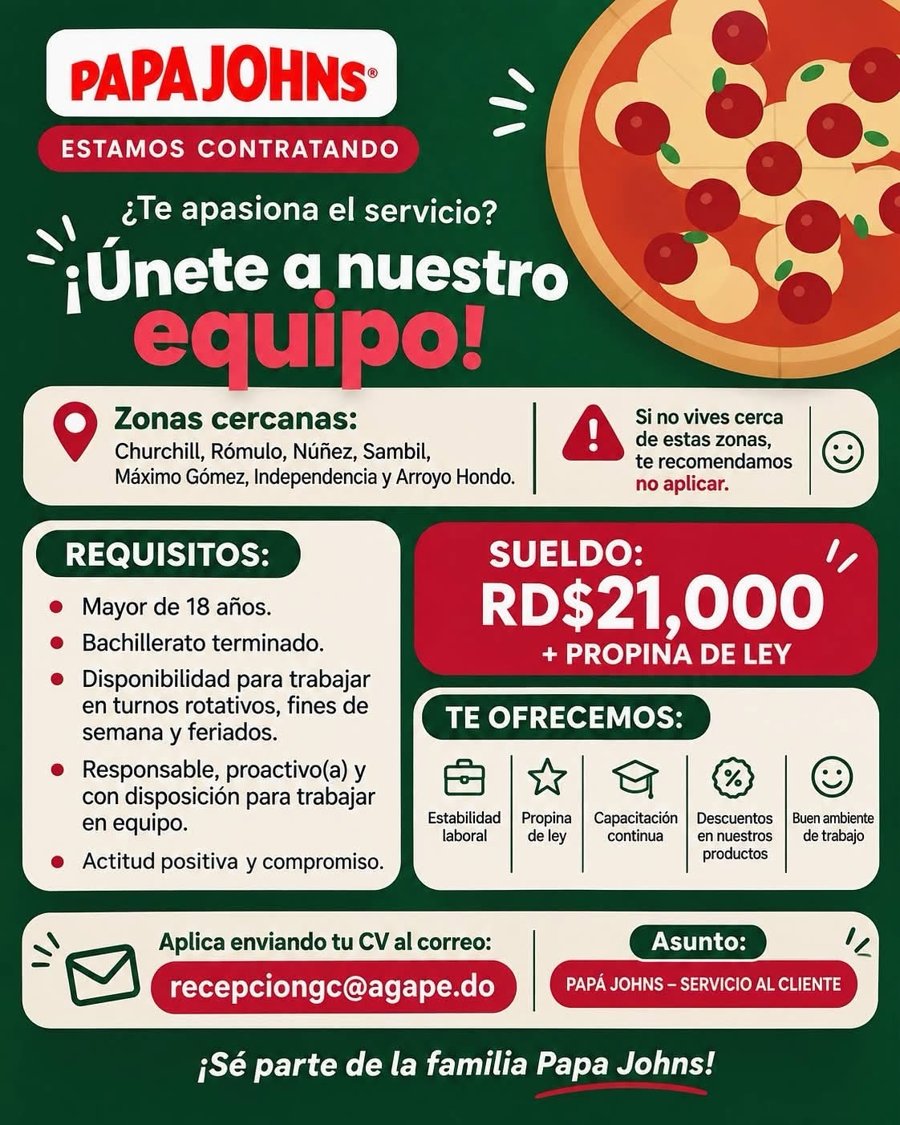 PAPA JOHNS®
ESTAMOS CONTRATANDO
¿Te apasiona el servicio?
¡Únete a nuestro
equipo!
Zonas cercanas:
Churchill, Rómulo, Núñez, Sambil,
Máximo Gómez, Independencia y Arroyo Hondo.
Si no vives cerca
de estas zonas,
te recomendamos
no aplicar.
REQUISITOS:
Mayor de 18 años.
Bachillerato terminado.
Disponibilidad para trabajar
en turnos rotativos, fines de
semana y feriados.
Responsable, proactivo(a) y
con disposición para trabajar
en equipo.
Actitud positiva y compromiso.
SUELDO:
RD$21,000
+ PROPINA DE LEY
TE OFRECEMOS:
Estabilidad
laboral
Propina
de ley
Capacitación
continua
Descuentos
en nuestros
productos
Buen ambiente
de trabajo
Aplica enviando tu CV al correo:
recepciongc@agape.do
Asunto:
PAPÁ JOHNS – SERVICIO AL CLIENTE
¡Sé parte de la familia Papa Johns!